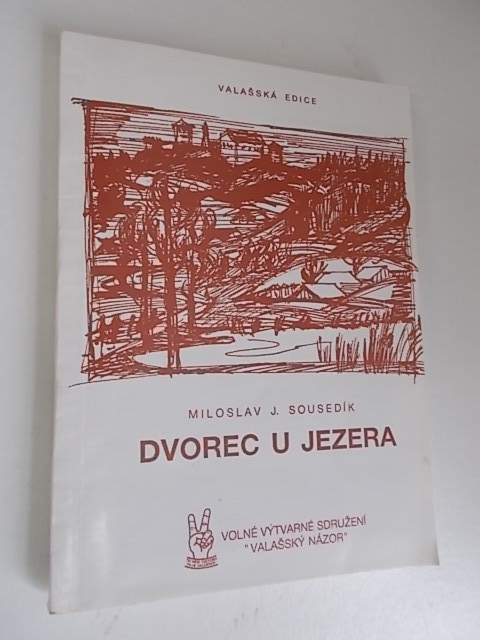 VALAŠSKÁ EDICE
MILOSLAV J. SOUSEDÍK
DVOREC U JEZERA
VOLNÉ VÝTVARNÉ SDRUŽENÍ
"VALAŠSKÝ NÁZOR"